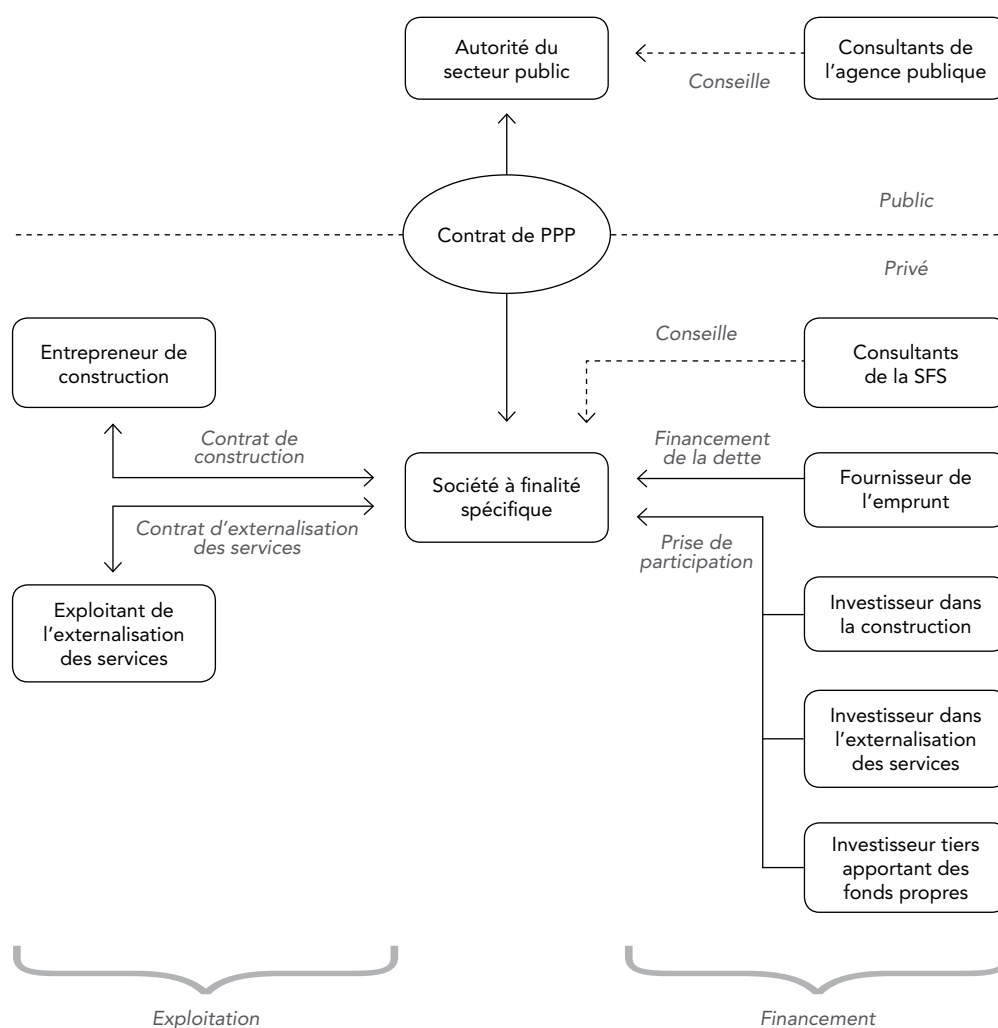 Autorité du
secteur public
Consultants de
l'agence publique
Conseille
Public
Contrat de PPP
Privé
Entrepreneur de
construction
Conseille
Consultants
de la SFS
Contrat de
construction
Financement
de la dette
Société à finalité
spécifique
Fournisseur de
l'emprunt
Contrat d'externalisation
des services
Prise de
participation
Exploitant de
l'externalisation
des services
Investisseur dans
la construction
Investisseur dans
l'externalisation
des services
Investisseur tiers
apportant des
fonds propres
Exploitation
Financement